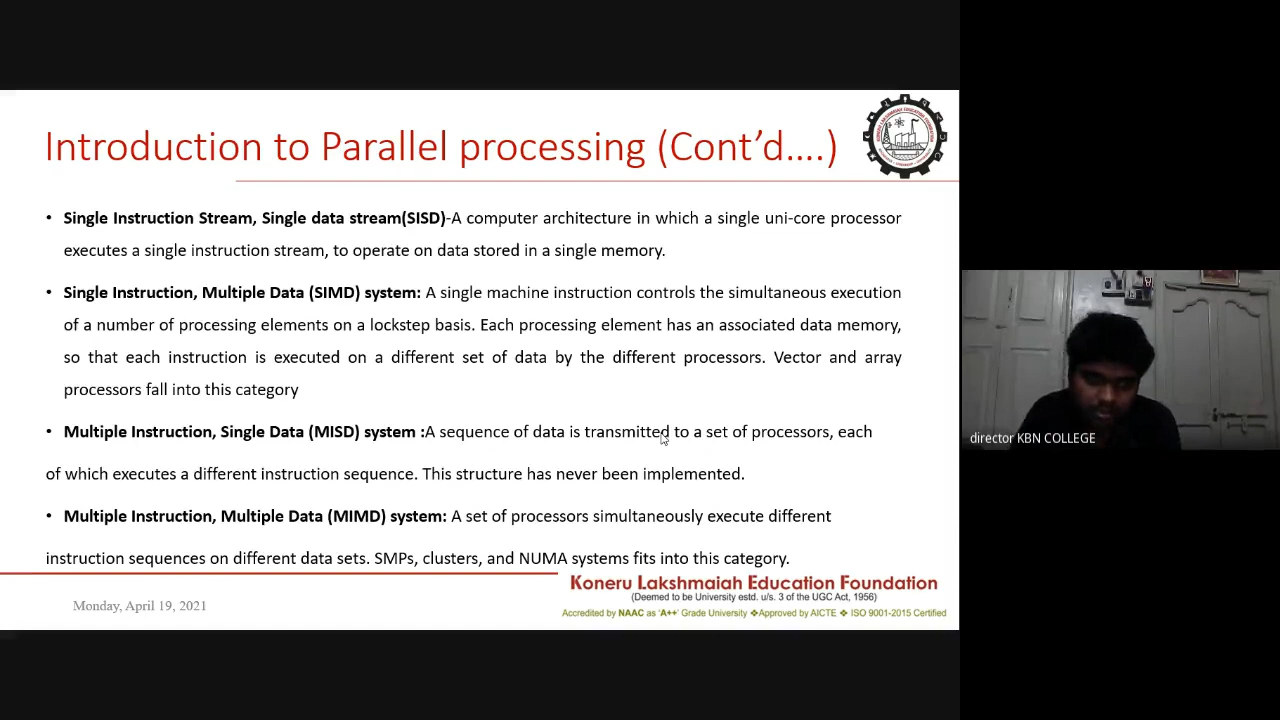 Introduction to Parallel processing (Cont'd....)
• Single Instruction Stream, Single data stream(SISD)-A computer architecture in which a single uni-core processor
executes a single instruction stream, to operate on data stored in a single memory.
• Single Instruction, Multiple Data (SIMD) system: A single machine instruction controls the simultaneous execution
of a number of processing elements on a lockstep basis. Each processing element has an associated data memory,
so that each instruction is executed on a different set of data by the different processors. Vector and array
processors fall into this category
• Multiple Instruction, Single Data (MISD) system :A sequence of data is transmitted to a set of processors, each
of which executes a different instruction sequence. This structure has never been implemented.
• Multiple Instruction, Multiple Data (MIMD) system: A set of processors simultaneously execute different
instruction sequences on different data sets. SMPs, clusters, and NUMA systems fits into this category.
Monday, April 19, 2021
Koneru Lakshmaiah Education Foundation
(Deemed to be University estd. u/s. 3 of the UGC Act, 1956)
Accredited by NAAC as 'A++' Grade University ❖Approved by AICTE ❖ ISO 9001-2015 Certified
director KBN COLLEGE